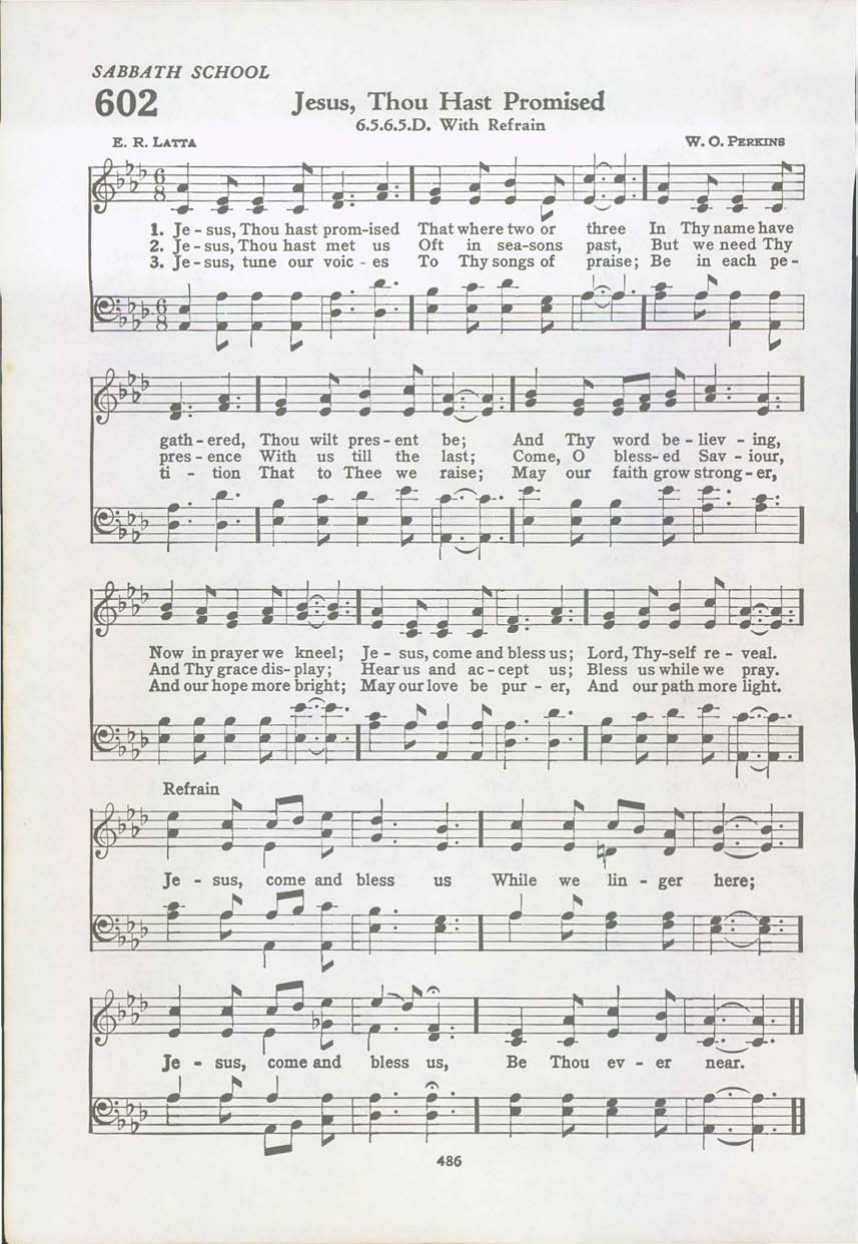 SABBATH SCHOOL
602 Jesus, Thou Hast Promised
6.5.6.5.D. With Refrain
E. R. LATTA W. O. PERKINS
1. Je - sus, Thou hast prom-ised That where two or three In Thy name have
2. Je - sus, Thou hast met us Oft in sea-sons past, But we need Thy
3. Je - sus, tune our voic - es To Thy songs of praise; Be in each pe -
gath - ered, Thou wilt pres - ent be; And Thy word be - liev - ing,
pres - ence With us till the last; Come, O bless - ed Sav - iour,
ti - tion That to Thee we raise; May our faith grow strong - er,
Now in prayer we kneel; Je - sus, come and bless us; Lord, Thy-self re - veal.
And Thy grace dis- play; Hear us and ac - cept us; Bless us while we pray.
And our hope more bright; May our love be pur - er, And our path more light.
Refrain
Je - sus, come and bless us While we lin - ger here;
Je - sus, come and bless us, Be Thou ev - er near.
486